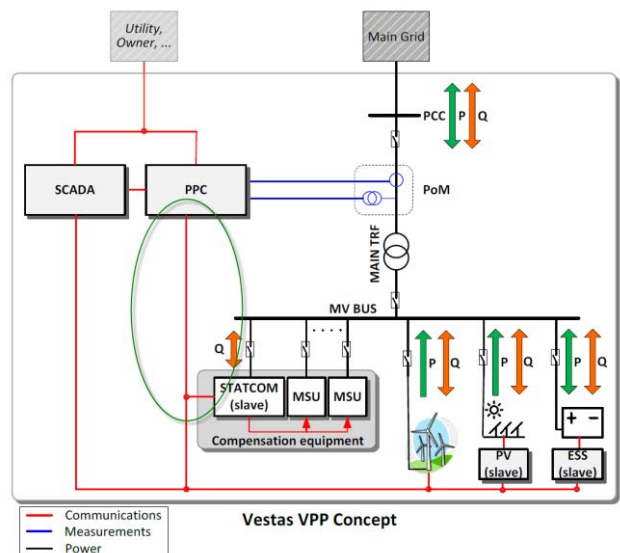 Utility,
Owner, ...
Main Grid
PCC
P
Q
SCADA
PPC
PoM
MAIN TRF
MV BUS
Q
P
Q
P
Q
P
Q
STATCOM
(slave)
MSU
MSU
Compensation equipment
+ -
PV
(slave)
ESS
(slave)
Communications
Measurements
Power
Vestas VPP Concept